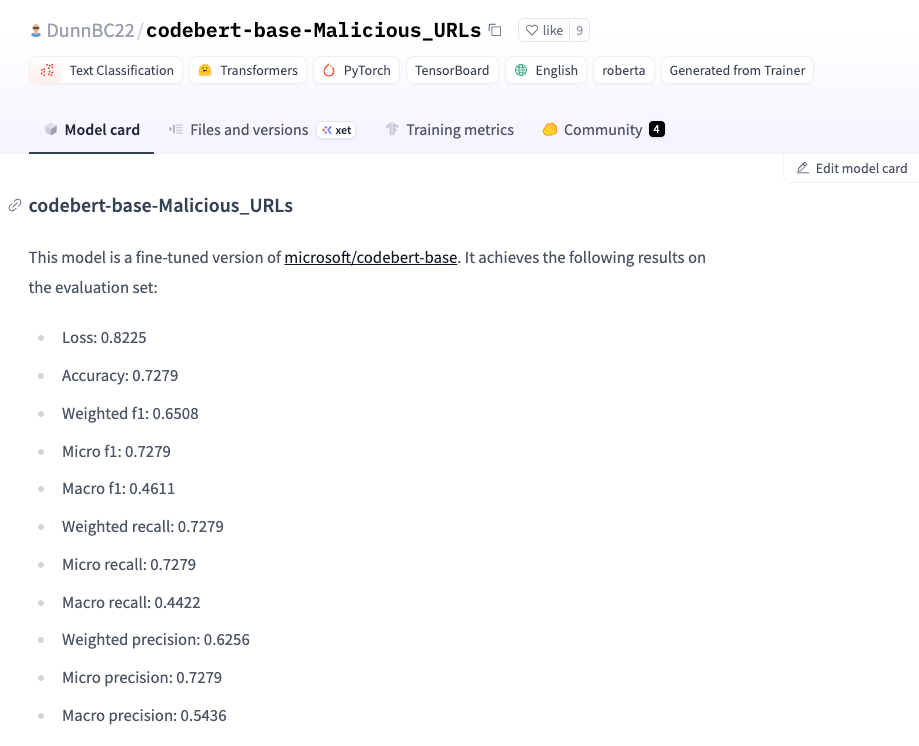 DunnBC22/codebert-base-Malicious_URLs like 9
Text Classification Transformers PyTorch TensorBoard English roberta Generated from Trainer
Model card Files and versions xet Training metrics Community 4
Edit model card
codebert-base-Malicious_URLs
This model is a fine-tuned version of microsoft/codebert-base. It achieves the following results on
the evaluation set:
Loss: 0.8225
Accuracy: 0.7279
Weighted f1: 0.6508
Micro f1: 0.7279
Macro f1: 0.4611
Weighted recall: 0.7279
Micro recall: 0.7279
Macro recall: 0.4422
Weighted precision: 0.6256
Micro precision: 0.7279
Macro precision: 0.5436